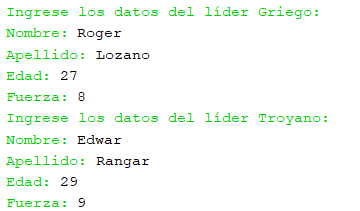 Ingrese los datos del líder Griego:
Nombre: Roger
Apellido: Lozano
Edad: 27
Fuerza: 8
Ingrese los datos del líder Troyano:
Nombre: Edwar
Apellido: Rangar
Edad: 29
Fuerza: 9